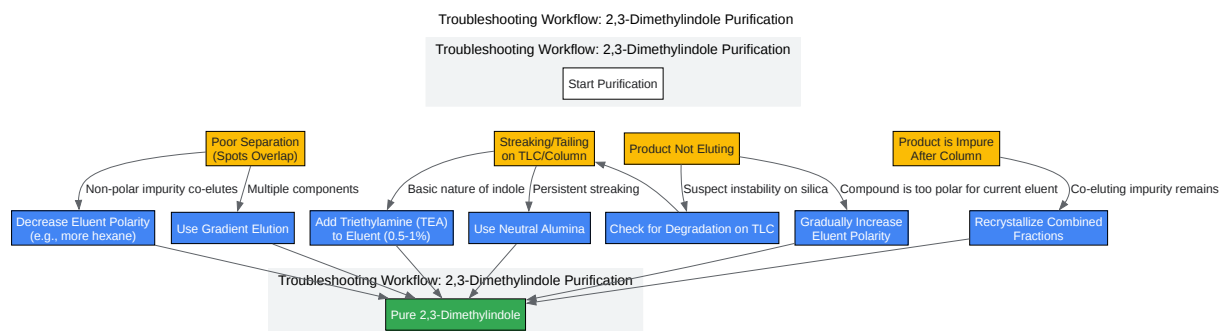 Troubleshooting Workflow: 2,3-Dimethylindole Purification
Troubleshooting Workflow: 2,3-Dimethylindole Purification
Start Purification
Poor Separation
(Spots Overlap)
Streaking/Tailing
on TLC/Column
Product Not Eluting
Product is Impure
After Column
Non-polar impurity co-elutes
Multiple components
Basic nature of indole
Persistent streaking
Suspect instability on silica
Compound is too polar for current eluent
Co-eluting impurity remains
Decrease Eluent Polarity
(e.g., more hexane)
Use Gradient Elution
Add Triethylamine (TEA)
to Eluent (0.5-1%)
Use Neutral Alumina
Check for Degradation on TLC
Gradually Increase
Eluent Polarity
Recrystallize Combined
Fractions
Troubleshooting Workflow: 2,3-Dimethylindole Purification
Pure 2,3-Dimethylindole